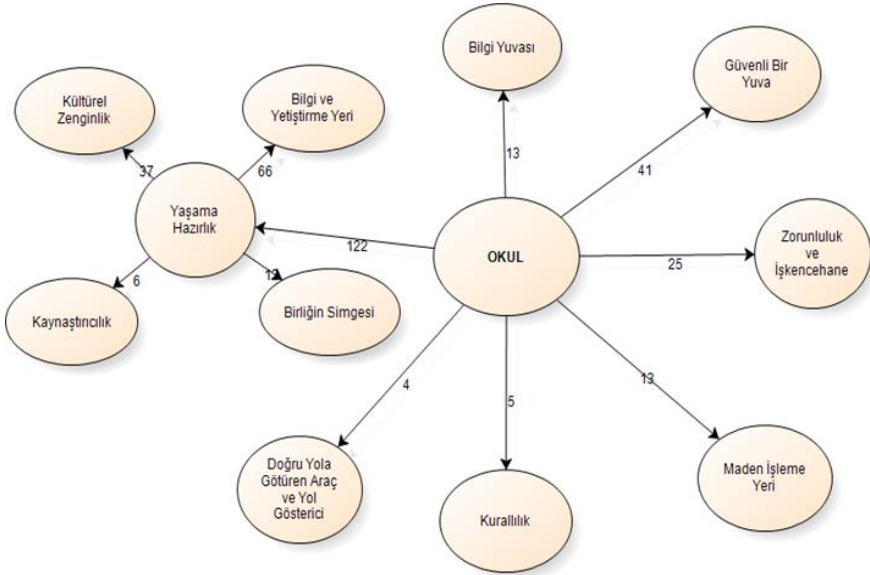 Bilgi Yuvası
Güvenli Bir
Yuva
Kültürel
Zenginlik
Bilgi ve
Yetiştirme Yeri
13
41
37
66
Yaşama
Hazırlık
122
OKUL
25
Zorunluluk
ve
İşkencehane
6
13
Kaynaştırıcılık
Birliğin Simgesi
4
5
13
Doğru Yola
Götüren Araç
ve Yol
Gösterici
Kurallılık
Maden İşleme
Yeri